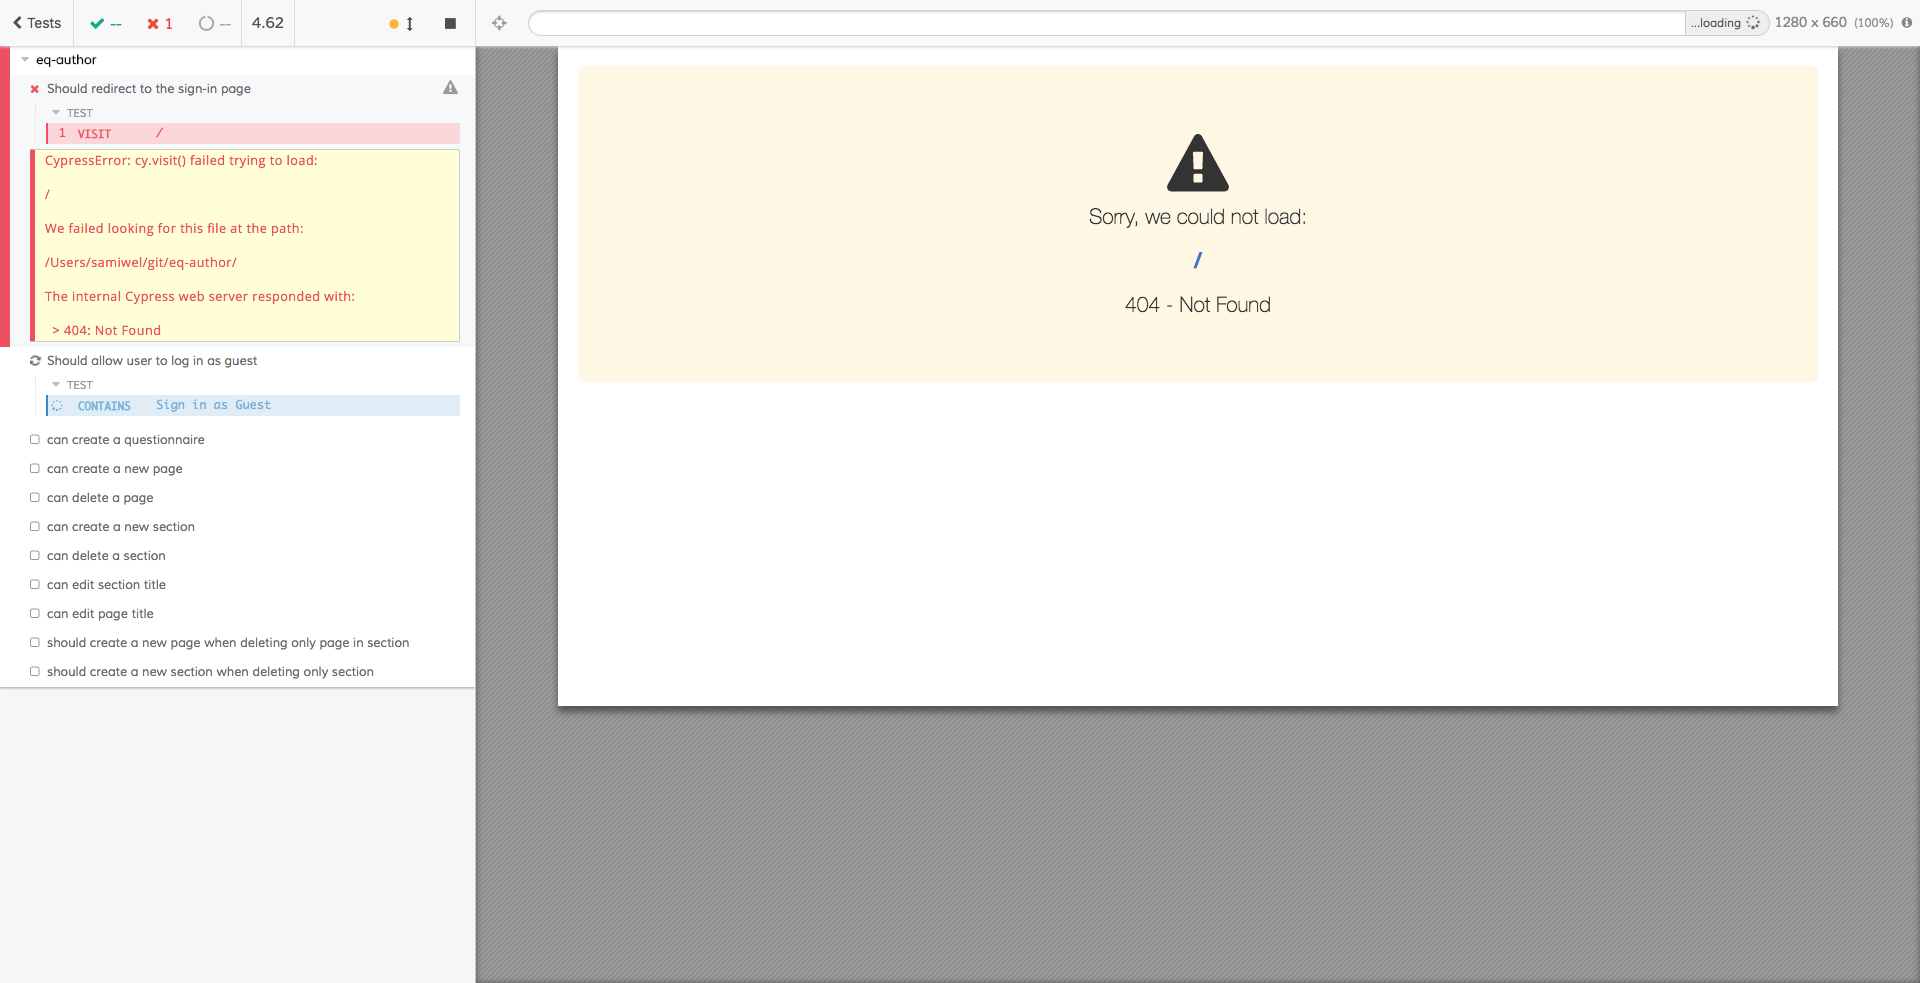 Tests -- 1 -- 4.62
...loading 1280 x 660 (100%)
eq-author
Should redirect to the sign-in page
TEST
1 VISIT /
CypressError: cy.visit() failed trying to load:
/
We failed looking for this file at the path:
/Users/samiwel/git/eq-author/
The internal Cypress web server responded with:
> 404: Not Found
Should allow user to log in as guest
TEST
CONTAINS Sign in as Guest
can create a questionnaire
can create a new page
can delete a page
can create a new section
can delete a section
can edit section title
can edit page title
should create a new page when deleting only page in section
should create a new section when deleting only section
Sorry, we could not load:
/
404 - Not Found